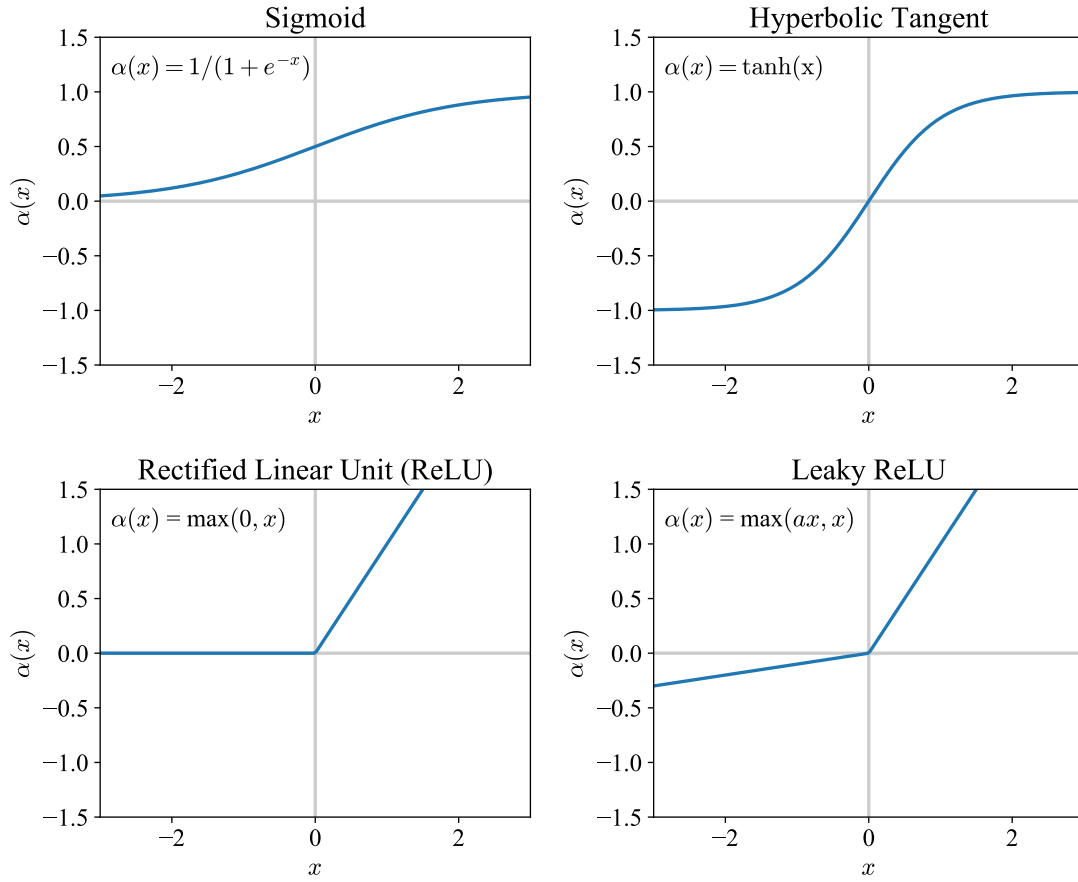 Sigmoid
α(x) = 1/(1 + e⁻ˣ)
1.5
1.0
0.5
0.0
−0.5
−1.0
−1.5
α(x)
−2
0
2
x
Hyperbolic Tangent
α(x) = tanh(x)
1.5
1.0
0.5
0.0
−0.5
−1.0
−1.5
α(x)
−2
0
2
x
Rectified Linear Unit (ReLU)
α(x) = max(0, x)
1.5
1.0
0.5
0.0
−0.5
−1.0
−1.5
α(x)
−2
0
2
x
Leaky ReLU
α(x) = max(ax, x)
1.5
1.0
0.5
0.0
−0.5
−1.0
−1.5
α(x)
−2
0
2
x